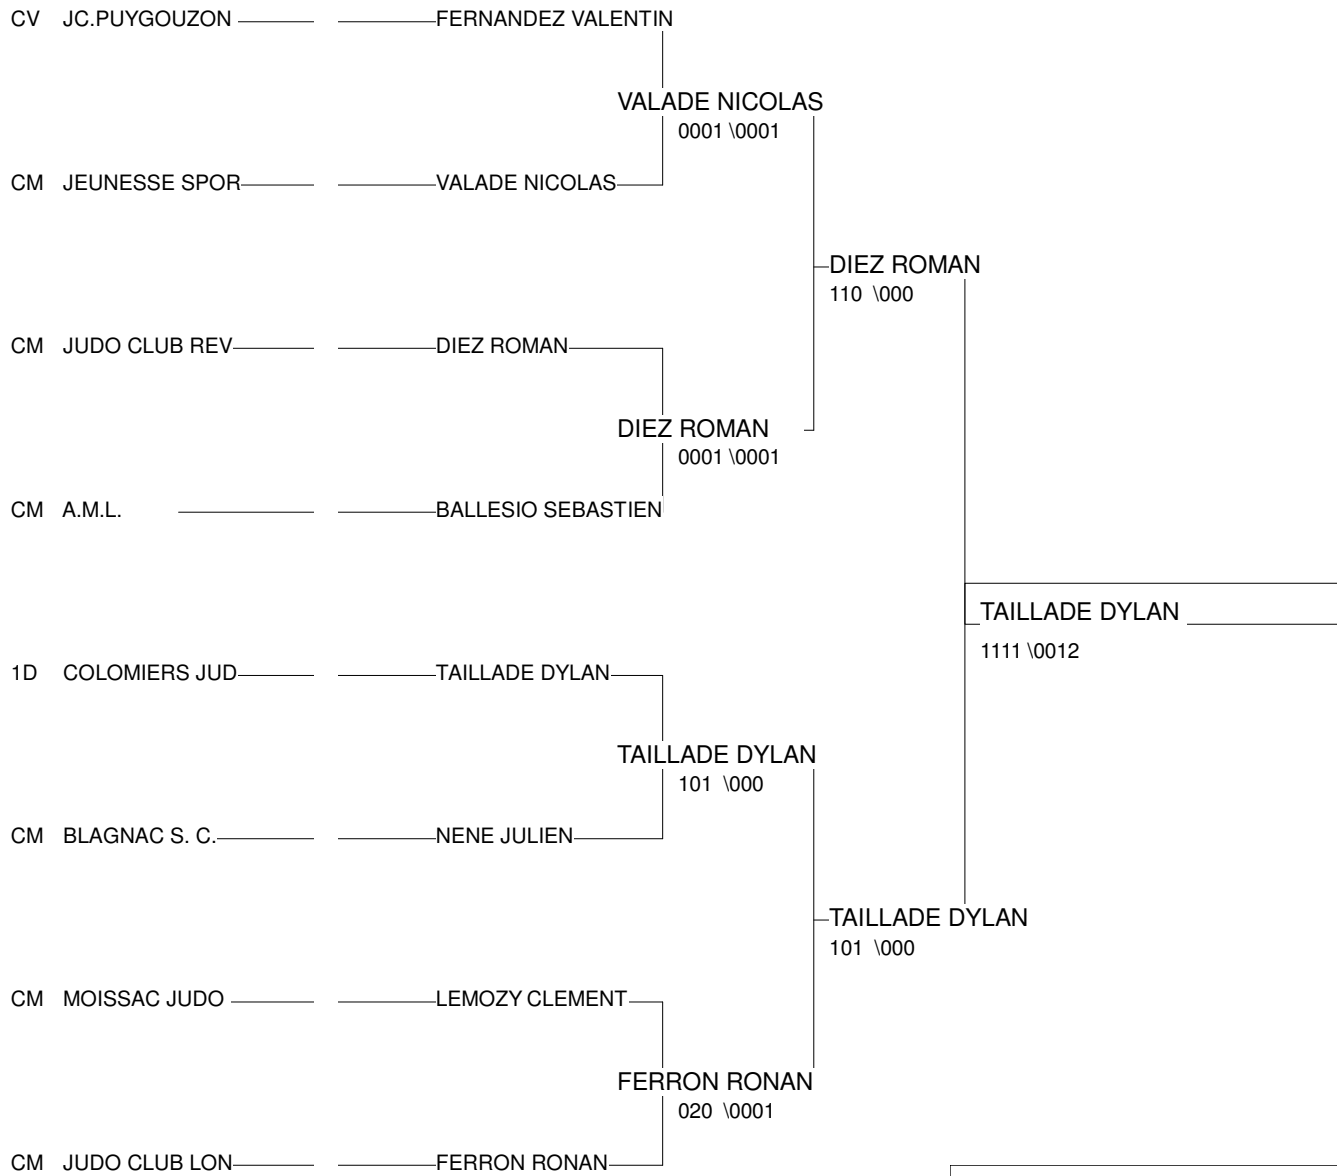 CV JC.PUYGOUZON FERNANDEZ VALENTIN
VALADE NICOLAS
0001 \0001
CM JEUNESSE SPOR VALADE NICOLAS
DIEZ ROMAN
110 \000
CM JUDO CLUB REV DIEZ ROMAN
DIEZ ROMAN
0001 \0001
CM A.M.L. BALLESIO SEBASTIEN
TAILLADE DYLAN
1111 \0012
1D COLOMIERS JUD TAILLADE DYLAN
TAILLADE DYLAN
101 \000
CM BLAGNAC S. C. NENE JULIEN
TAILLADE DYLAN
101 \000
CM MOISSAC JUDO LEMOZY CLEMENT
FERRON RONAN
020 \0001
CM JUDO CLUB LON FERRON RONAN